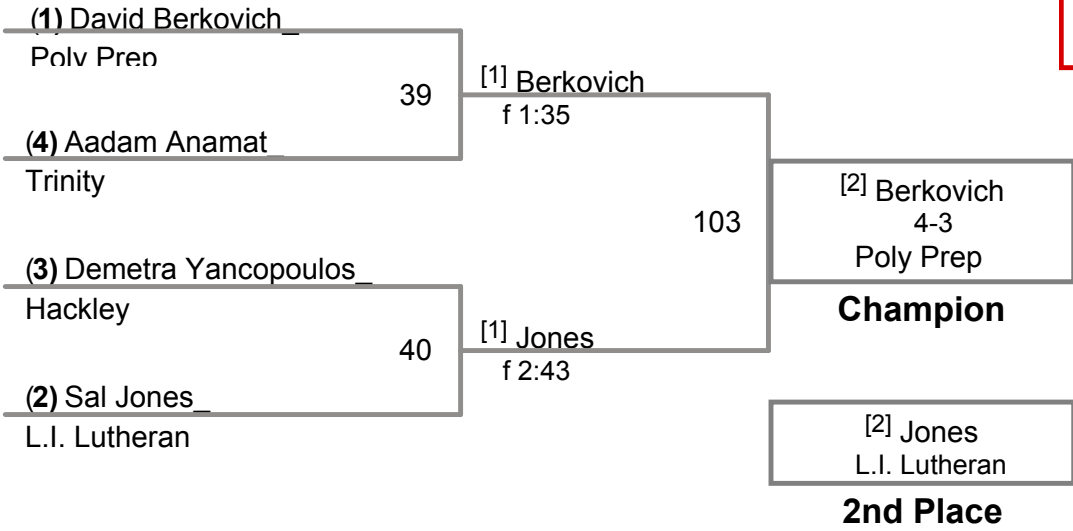 (1) David Berkovich_
Poly Prep
39
[1] Berkovich
f 1:35
(4) Aadam Anamat_
Trinity
103
[2] Berkovich
4-3
Poly Prep
Champion
(3) Demetra Yancopoulos_
Hackley
40
[1] Jones
f 2:43
(2) Sal Jones_
L.I. Lutheran
[2] Jones
L.I. Lutheran
2nd Place